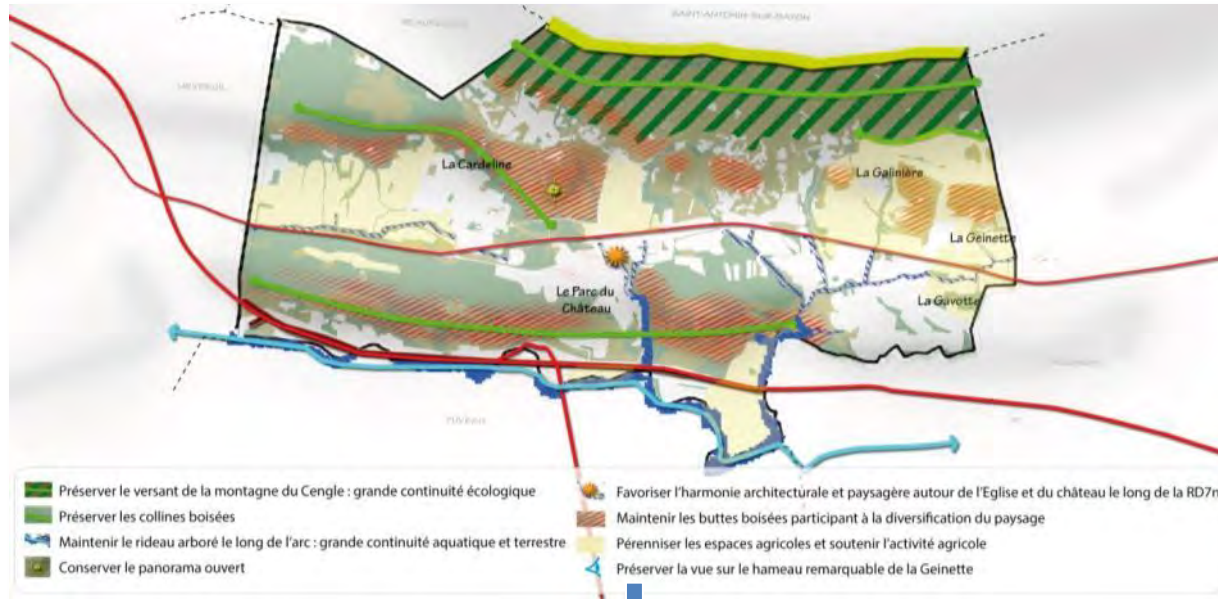 SAINT-ANTONIN-SUR-BAYON
MEYREUIL
La Cardeline
La Galinière
La Geinette
Le Parc du
Château
La Gavotte
FUVEAU
Préserver le versant de la montagne du Cengle : grande continuité écologique
Préserver les collines boisées
Maintenir le rideau arboré le long de l'arc : grande continuité aquatique et terrestre
Conserver le panorama ouvert
Favoriser l'harmonie architecturale et paysagère autour de l'Eglise et du château le long de la RD7n
Maintenir les buttes boisées participant à la diversification du paysage
Pérenniser les espaces agricoles et soutenir l'activité agricole
Préserver la vue sur le hameau remarquable de la Geinette